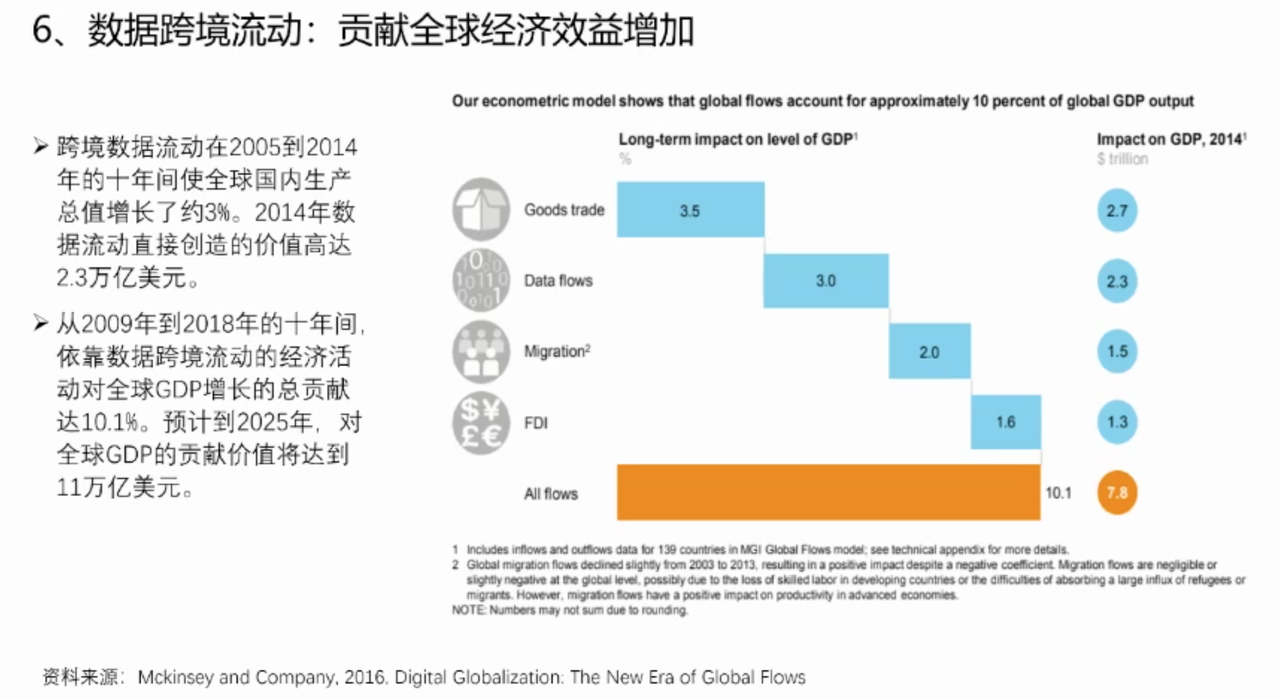 6、数据跨境流动：贡献全球经济效益增加
➢ 跨境数据流动在2005到2014
年的十年间使全球国内生产
总值增长了约3%。2014年数
据流动直接创造的价值高达
2.3万亿美元。
➢ 从2009年到2018年的十年间，
依靠数据跨境流动的经济活
动对全球GDP增长的总贡献
达10.1%。预计到2025年，对
全球GDP的贡献价值将达到
11万亿美元。
Our econometric model shows that global flows account for approximately 10 percent of global GDP output
Long-term impact on level of GDP¹
%
Impact on GDP, 2014¹
$ trillion
Goods trade 3.5 2.7
Data flows 3.0 2.3
Migration² 2.0 1.5
FDI 1.6 1.3
All flows 10.1 7.8
1 Includes inflows and outflows data for 139 countries in MGI Global Flows model; see technical appendix for more details.
2 Global migration flows declined slightly from 2003 to 2013, resulting in a positive impact despite a negative coefficient. Migration flows are negligible or
slightly negative at the global level, possibly due to the loss of skilled labor in developing countries or the difficulties of absorbing a large influx of refugees or
migrants. However, migration flows have a positive impact on productivity in advanced economies.
NOTE: Numbers may not sum due to rounding.
资料来源：Mckinsey and Company, 2016. Digital Globalization: The New Era of Global Flows